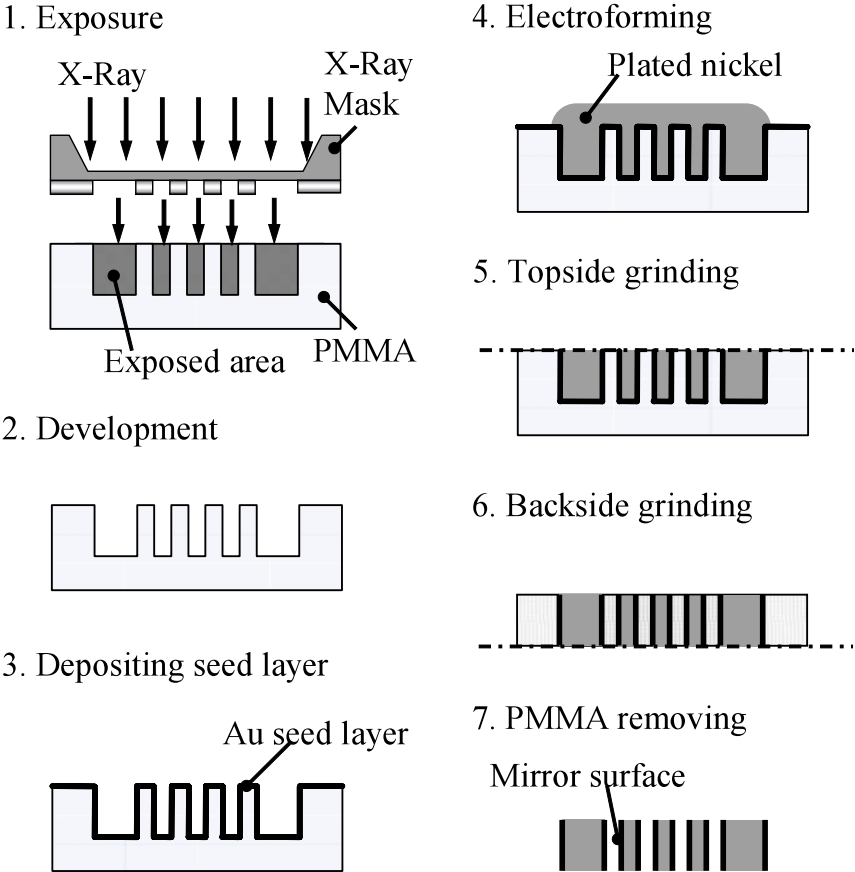 1. Exposure
X-Ray
X-Ray
Mask
Exposed area
PMMA
2. Development
3. Depositing seed layer
Au seed layer
4. Electroforming
Plated nickel
5. Topside grinding
6. Backside grinding
7. PMMA removing
Mirror surface